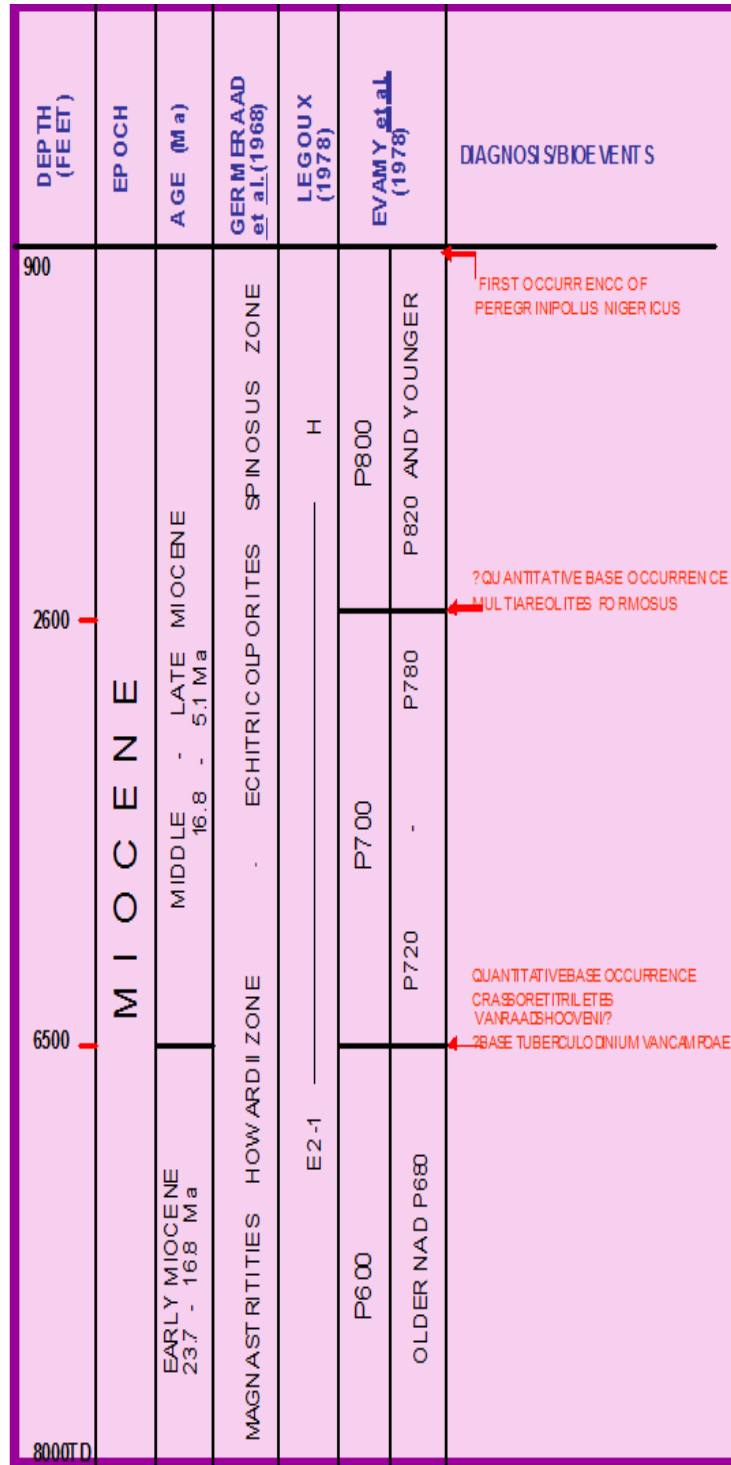 DEPTH
(FEET)
EPOCH
AGE (Ma)
GERMERAAD
et al.(1968)
LEGOUX
(1978)
EVAMY et al.
(1978)
DIAGNOSIS/BIOEVENTS
900
FIRST OCCURRENCC OF
PEREGRINIPOLLIS NIGERICUS
MIOCENE
MIDDLE - LATE MIOCENE
16.8 - 5.1 Ma
MAGNASTRITITIES HOWARDII ZONE - ECHITRICOLPORITES SPINOSUS ZONE
H
P800
P820 AND YOUNGER
?QUANTITATIVE BASE OCCURRENCE
MULTIAREOLITES FORMOSUS
2600
P700
P720 - P780
QUANTITATIVEBASE OCCURRENCE
CRASSORETITRILETES
VANRAADSHOOVENI/?
?BASE TUBERCULODINIUM VANCAMPOAE
6500
EARLY MIOCENE
23.7 - 16.8 Ma
E2-1
P600
OLDER NAD P680
8000TD